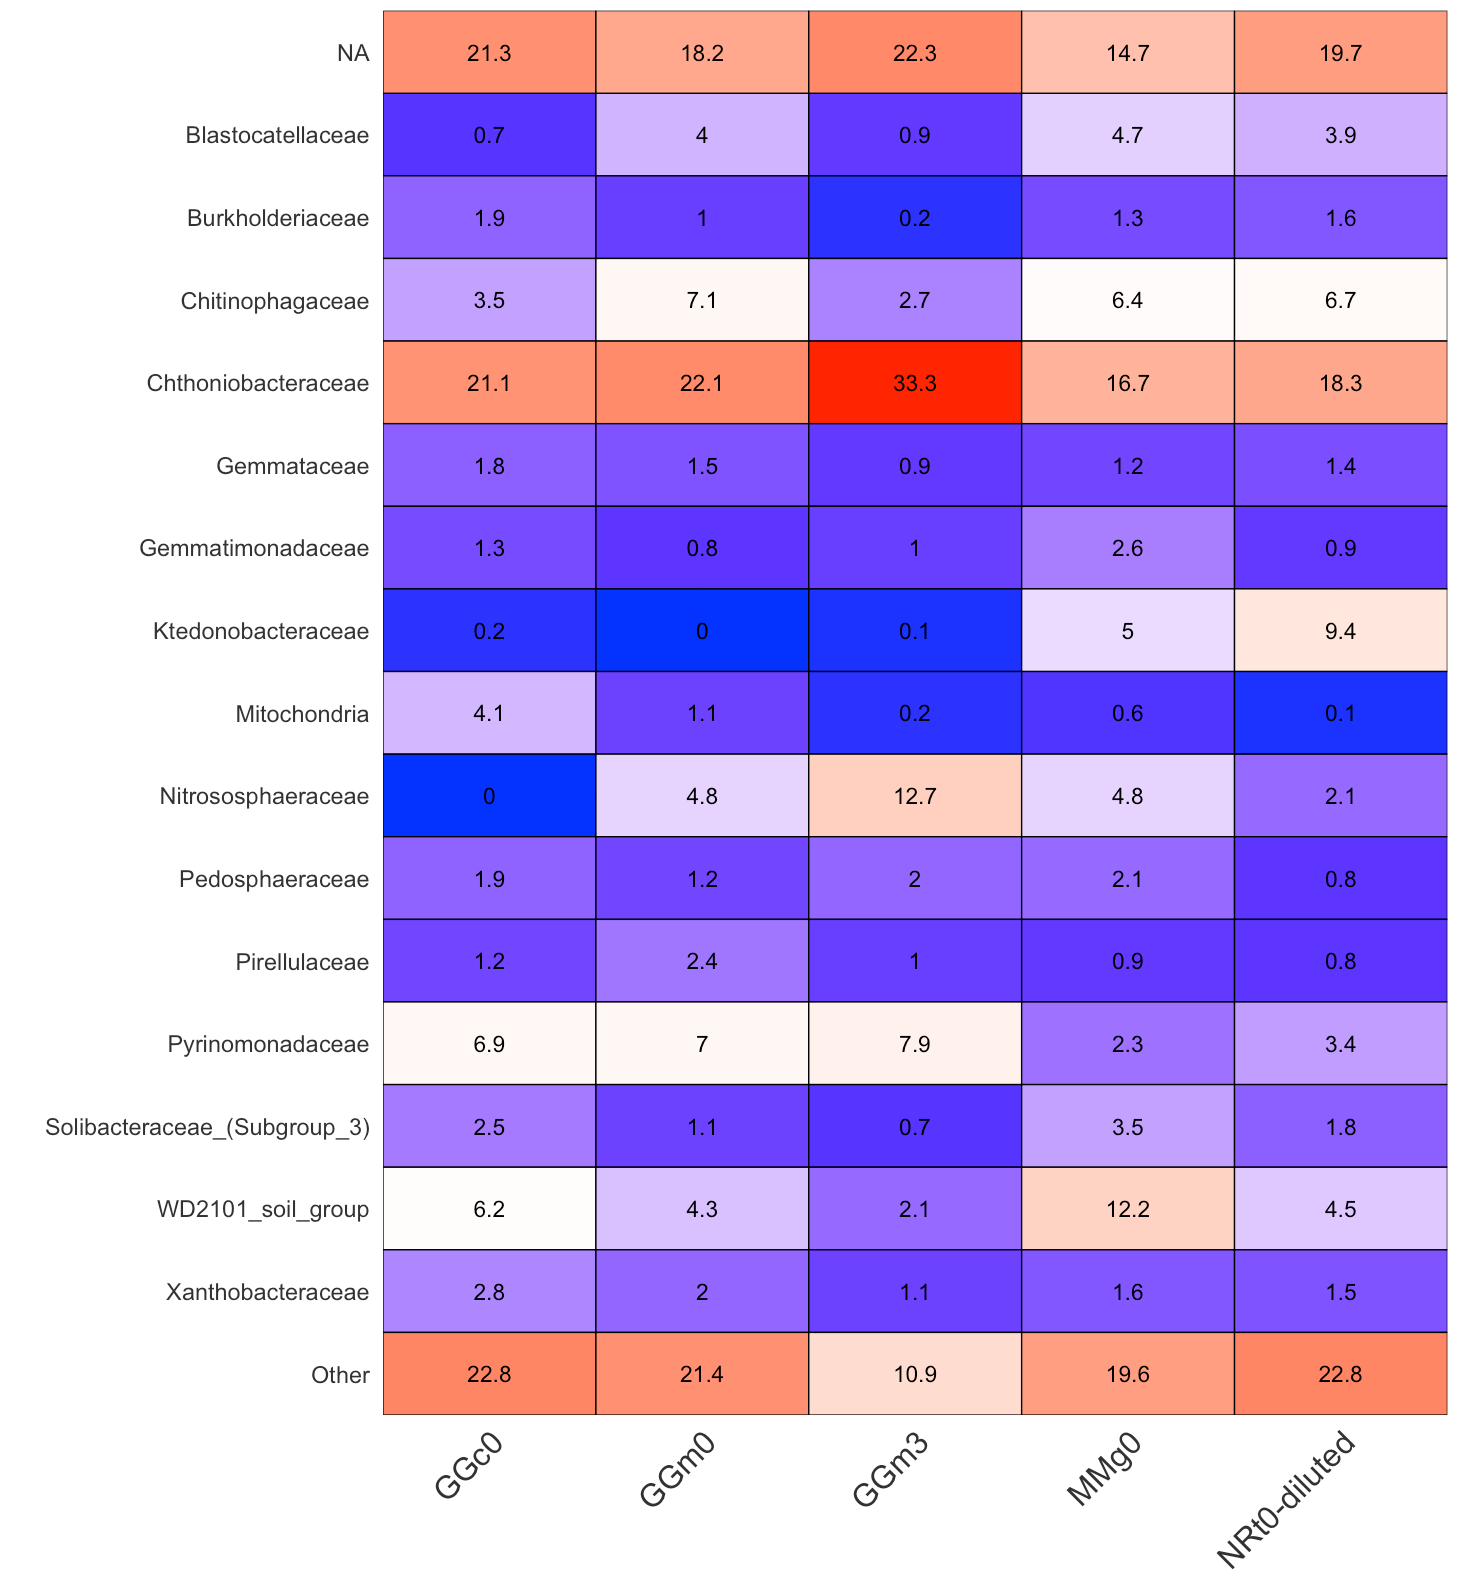 NA 21.3 18.2 22.3 14.7 19.7
Blastocatellaceae 0.7 4 0.9 4.7 3.9
Burkholderiaceae 1.9 1 0.2 1.3 1.6
Chitinophagaceae 3.5 7.1 2.7 6.4 6.7
Chthoniobacteraceae 21.1 22.1 33.3 16.7 18.3
Gemmataceae 1.8 1.5 0.9 1.2 1.4
Gemmatimonadaceae 1.3 0.8 1 2.6 0.9
Ktedonobacteraceae 0.2 0 0.1 5 9.4
Mitochondria 4.1 1.1 0.2 0.6 0.1
Nitrososphaeraceae 0 4.8 12.7 4.8 2.1
Pedosphaeraceae 1.9 1.2 2 2.1 0.8
Pirellulaceae 1.2 2.4 1 0.9 0.8
Pyrinomonadaceae 6.9 7 7.9 2.3 3.4
Solibacteraceae_(Subgroup_3) 2.5 1.1 0.7 3.5 1.8
WD2101_soil_group 6.2 4.3 2.1 12.2 4.5
Xanthobacteraceae 2.8 2 1.1 1.6 1.5
Other 22.8 21.4 10.9 19.6 22.8
GGc0 GGm0 GGm3 MMg0 NRt0-diluted